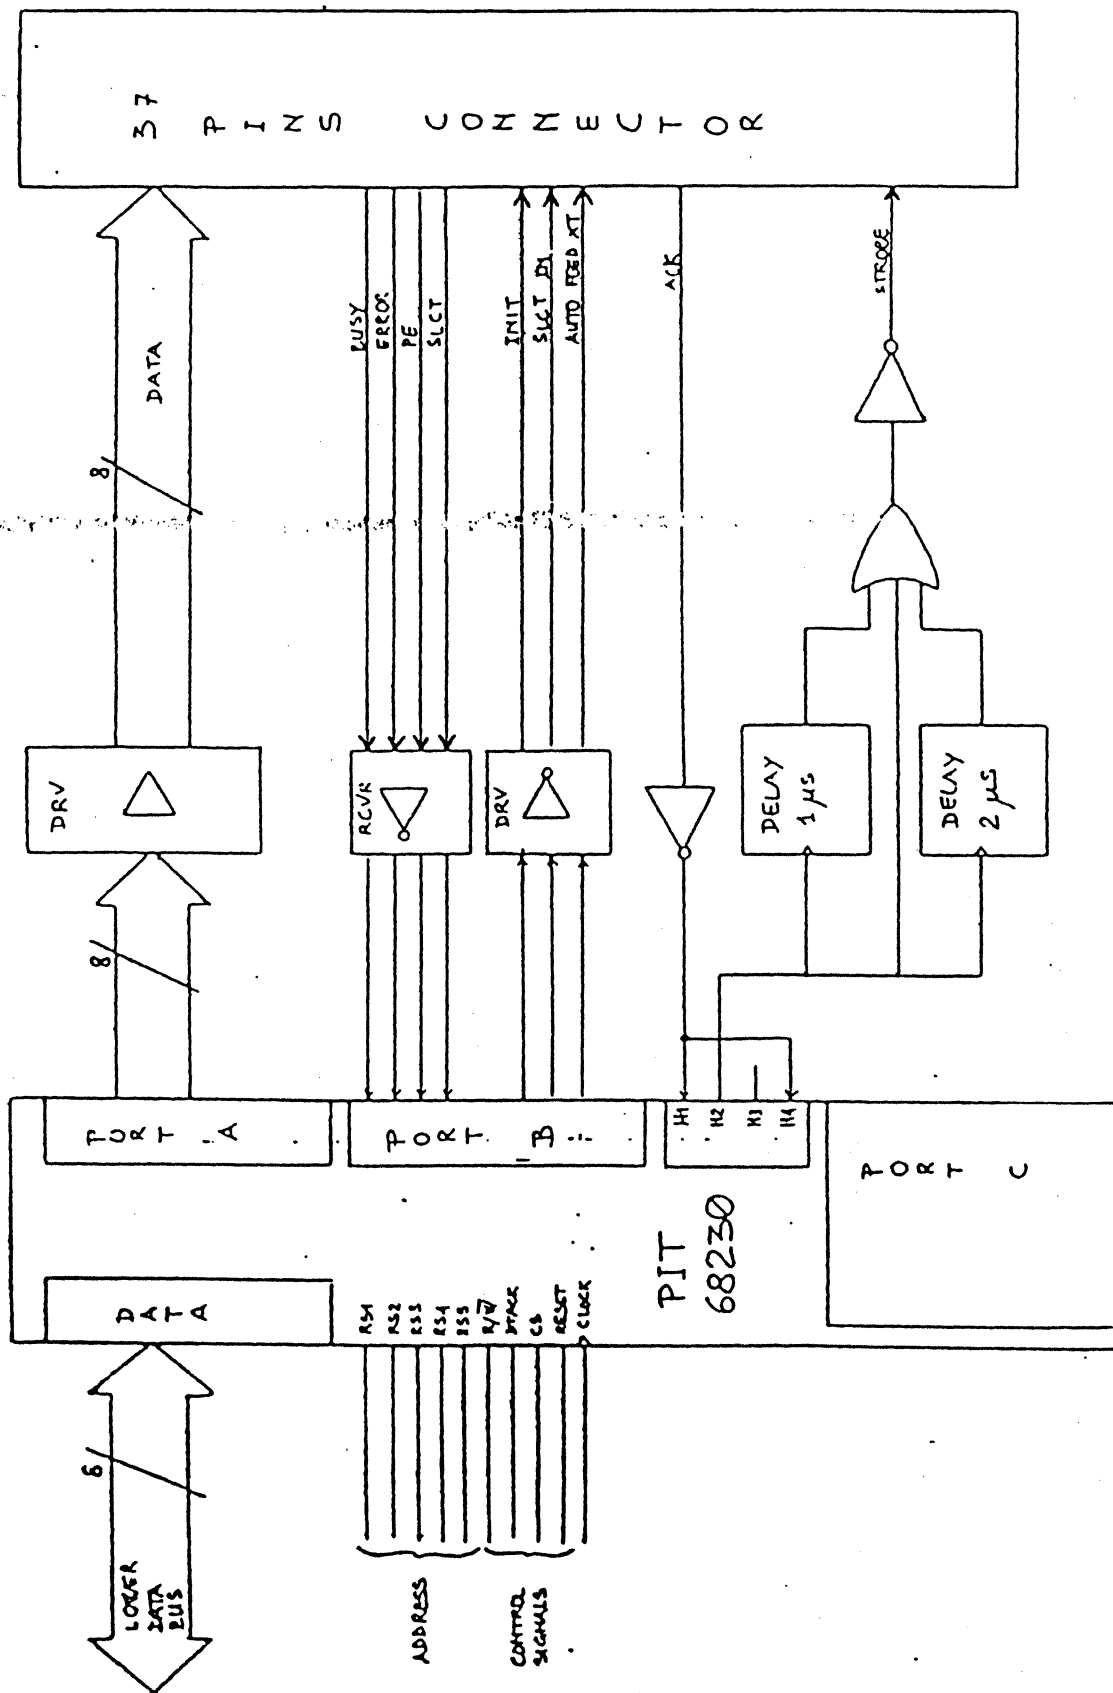 37 PINS CONNECTOR
DATA
8
BUSY
ERROR
PE
SLCT
INIT
SLCT IN
AUTO FEED XT
ACK
STROBE
DRV
RCVR
DRV
DELAY
1 µs
DELAY
2 µs
8
PORT A
PORT B
H1
H2
H3
H4
PORT C
PIT
68230
DATA
RS1
RS2
RS3
RS4
RS5
R/W
DTACK
CS
RESET
CLOCK
8
LOWER
DATA
BUS
ADDRESS
CONTROL
SIGNALS